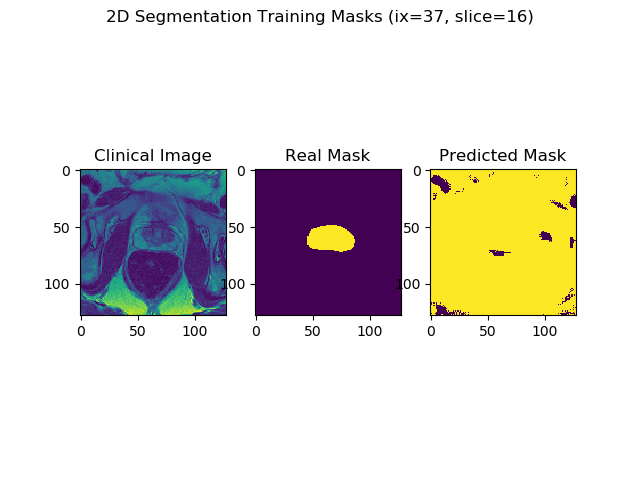 2D Segmentation Training Masks (ix=37, slice=16)
Clinical Image Real Mask Predicted Mask
0 0 0
50 50 50
100 100 100
0 50 100 0 50 100 0 50 100